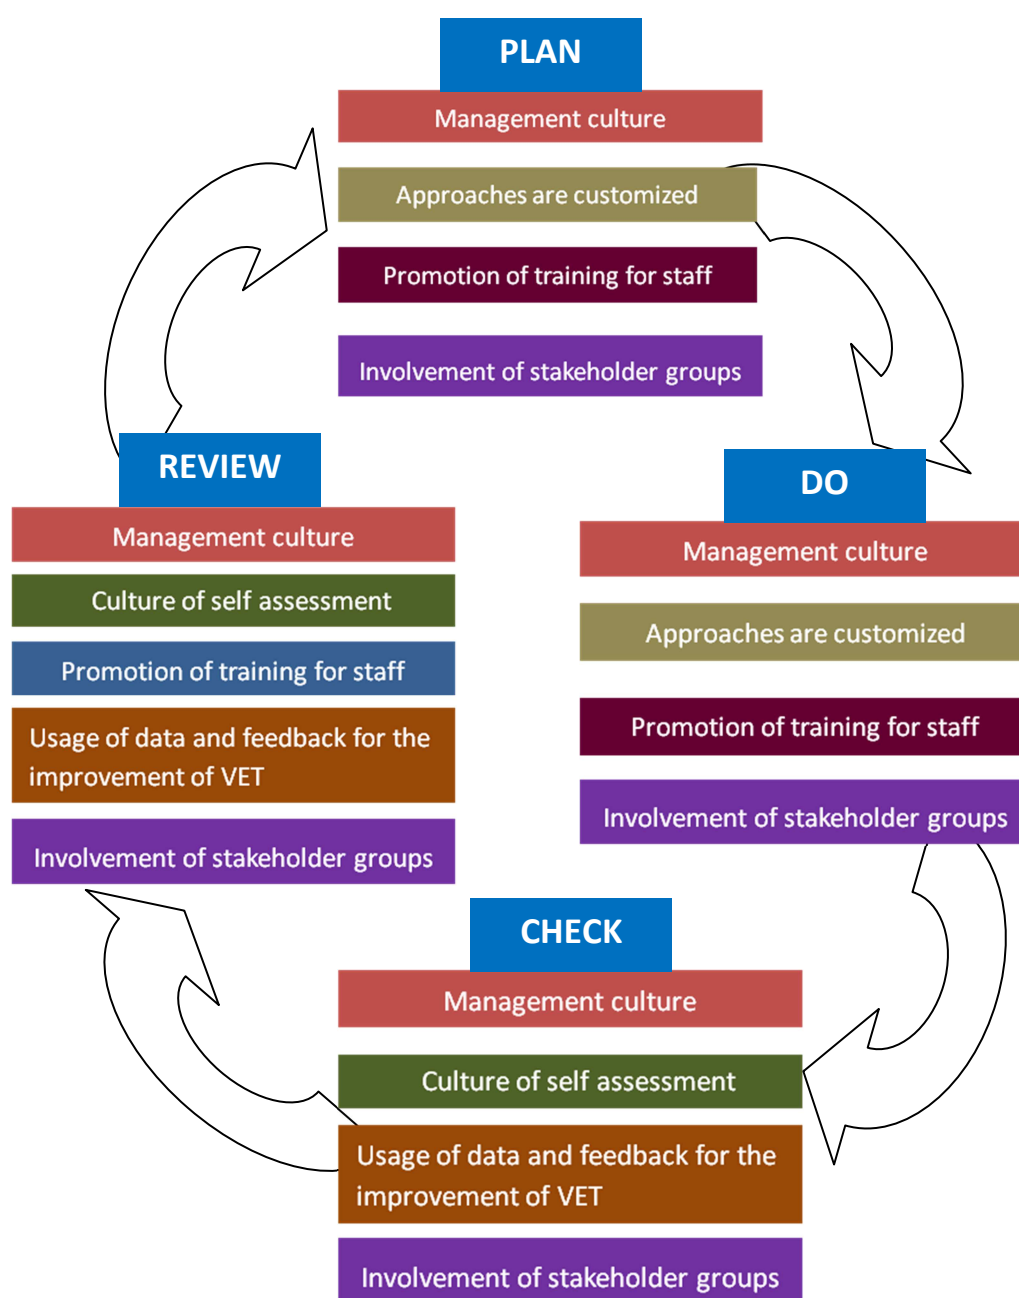 PLAN
Management culture
Approaches are customized
Promotion of training for staff
Involvement of stakeholder groups
DO
Management culture
Approaches are customized
Promotion of training for staff
Involvement of stakeholder groups
CHECK
Management culture
Culture of self assessment
Usage of data and feedback for the
improvement of VET
Involvement of stakeholder groups
REVIEW
Management culture
Culture of self assessment
Promotion of training for staff
Usage of data and feedback for the
improvement of VET
Involvement of stakeholder groups